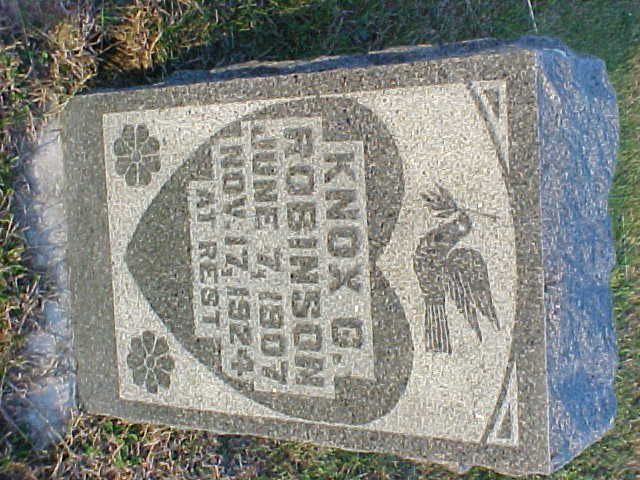 KNOX G.
ROBINSON
JUNE 7, 1907
NOV. 17, 1924
AT REST